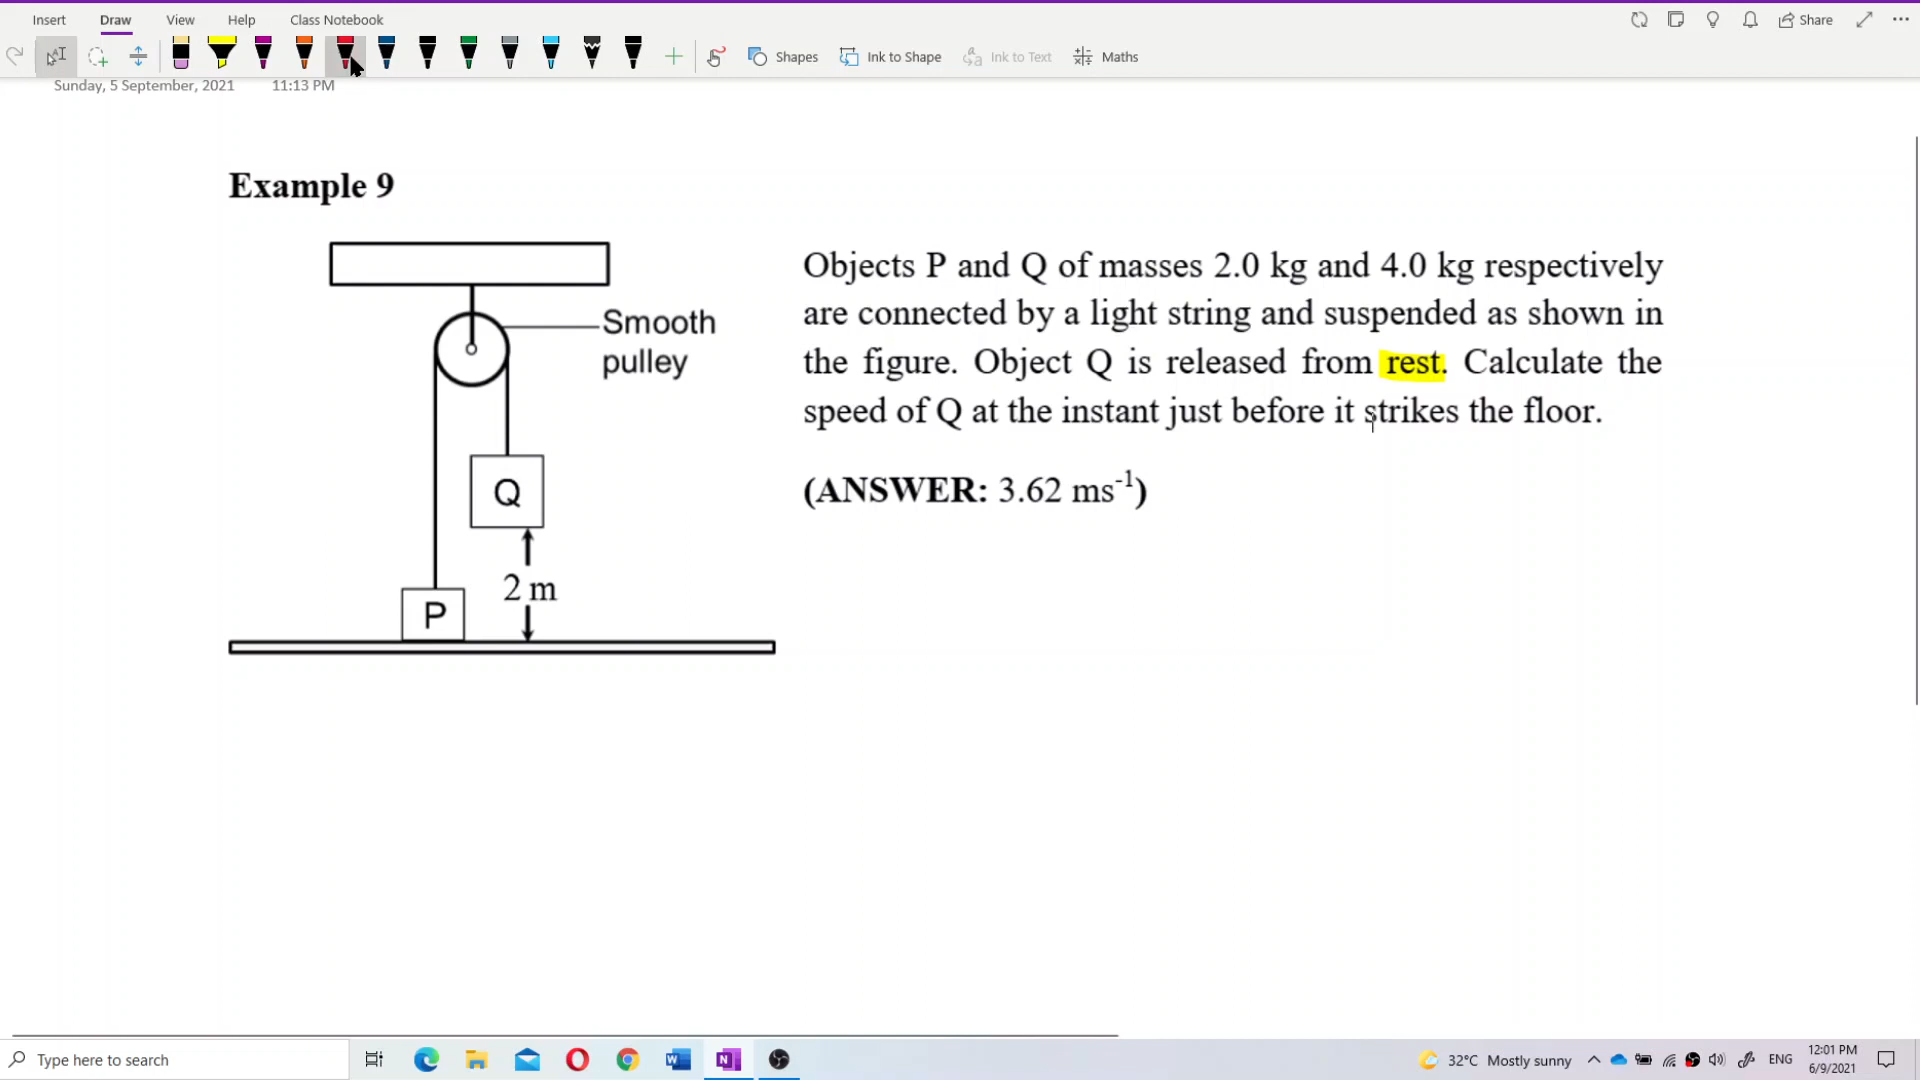 Insert Draw View Help Class Notebook Share
Shapes Ink to Shape Ink to Text Maths
Sunday, 5 September, 2021 11:13 PM
Example 9
Smooth
pulley
Q
2 m
P
Objects P and Q of masses 2.0 kg and 4.0 kg respectively
are connected by a light string and suspended as shown in
the figure. Object Q is released from rest. Calculate the
speed of Q at the instant just before it strikes the floor.
(ANSWER: 3.62 ms⁻¹)
Type here to search
32°C Mostly sunny
ENG
12:01 PM
6/9/2021